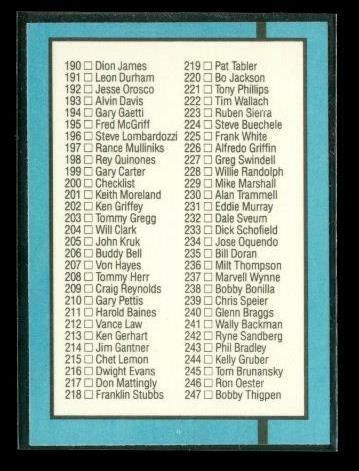 190 □ Dion James
191 □ Leon Durham
192 □ Jesse Orosco
193 □ Alvin Davis
194 □ Gary Gaetti
195 □ Fred McGriff
196 □ Steve Lombardozzi
197 □ Rance Mulliniks
198 □ Rey Quinones
199 □ Gary Carter
200 □ Checklist
201 □ Keith Moreland
202 □ Ken Griffey
203 □ Tommy Gregg
204 □ Will Clark
205 □ John Kruk
206 □ Buddy Bell
207 □ Von Hayes
208 □ Tommy Herr
209 □ Craig Reynolds
210 □ Gary Pettis
211 □ Harold Baines
212 □ Vance Law
213 □ Ken Gerhart
214 □ Jim Gantner
215 □ Chet Lemon
216 □ Dwight Evans
217 □ Don Mattingly
218 □ Franklin Stubbs
219 □ Pat Tabler
220 □ Bo Jackson
221 □ Tony Phillips
222 □ Tim Wallach
223 □ Ruben Sierra
224 □ Steve Buechele
225 □ Frank White
226 □ Alfredo Griffin
227 □ Greg Swindell
228 □ Willie Randolph
229 □ Mike Marshall
230 □ Alan Trammell
231 □ Eddie Murray
232 □ Dale Sveum
233 □ Dick Schofield
234 □ Jose Oquendo
235 □ Bill Doran
236 □ Milt Thompson
237 □ Marvell Wynne
238 □ Bobby Bonilla
239 □ Chris Speier
240 □ Glenn Braggs
241 □ Wally Backman
242 □ Ryne Sandberg
243 □ Phil Bradley
244 □ Kelly Gruber
245 □ Tom Brunansky
246 □ Ron Oester
247 □ Bobby Thigpen